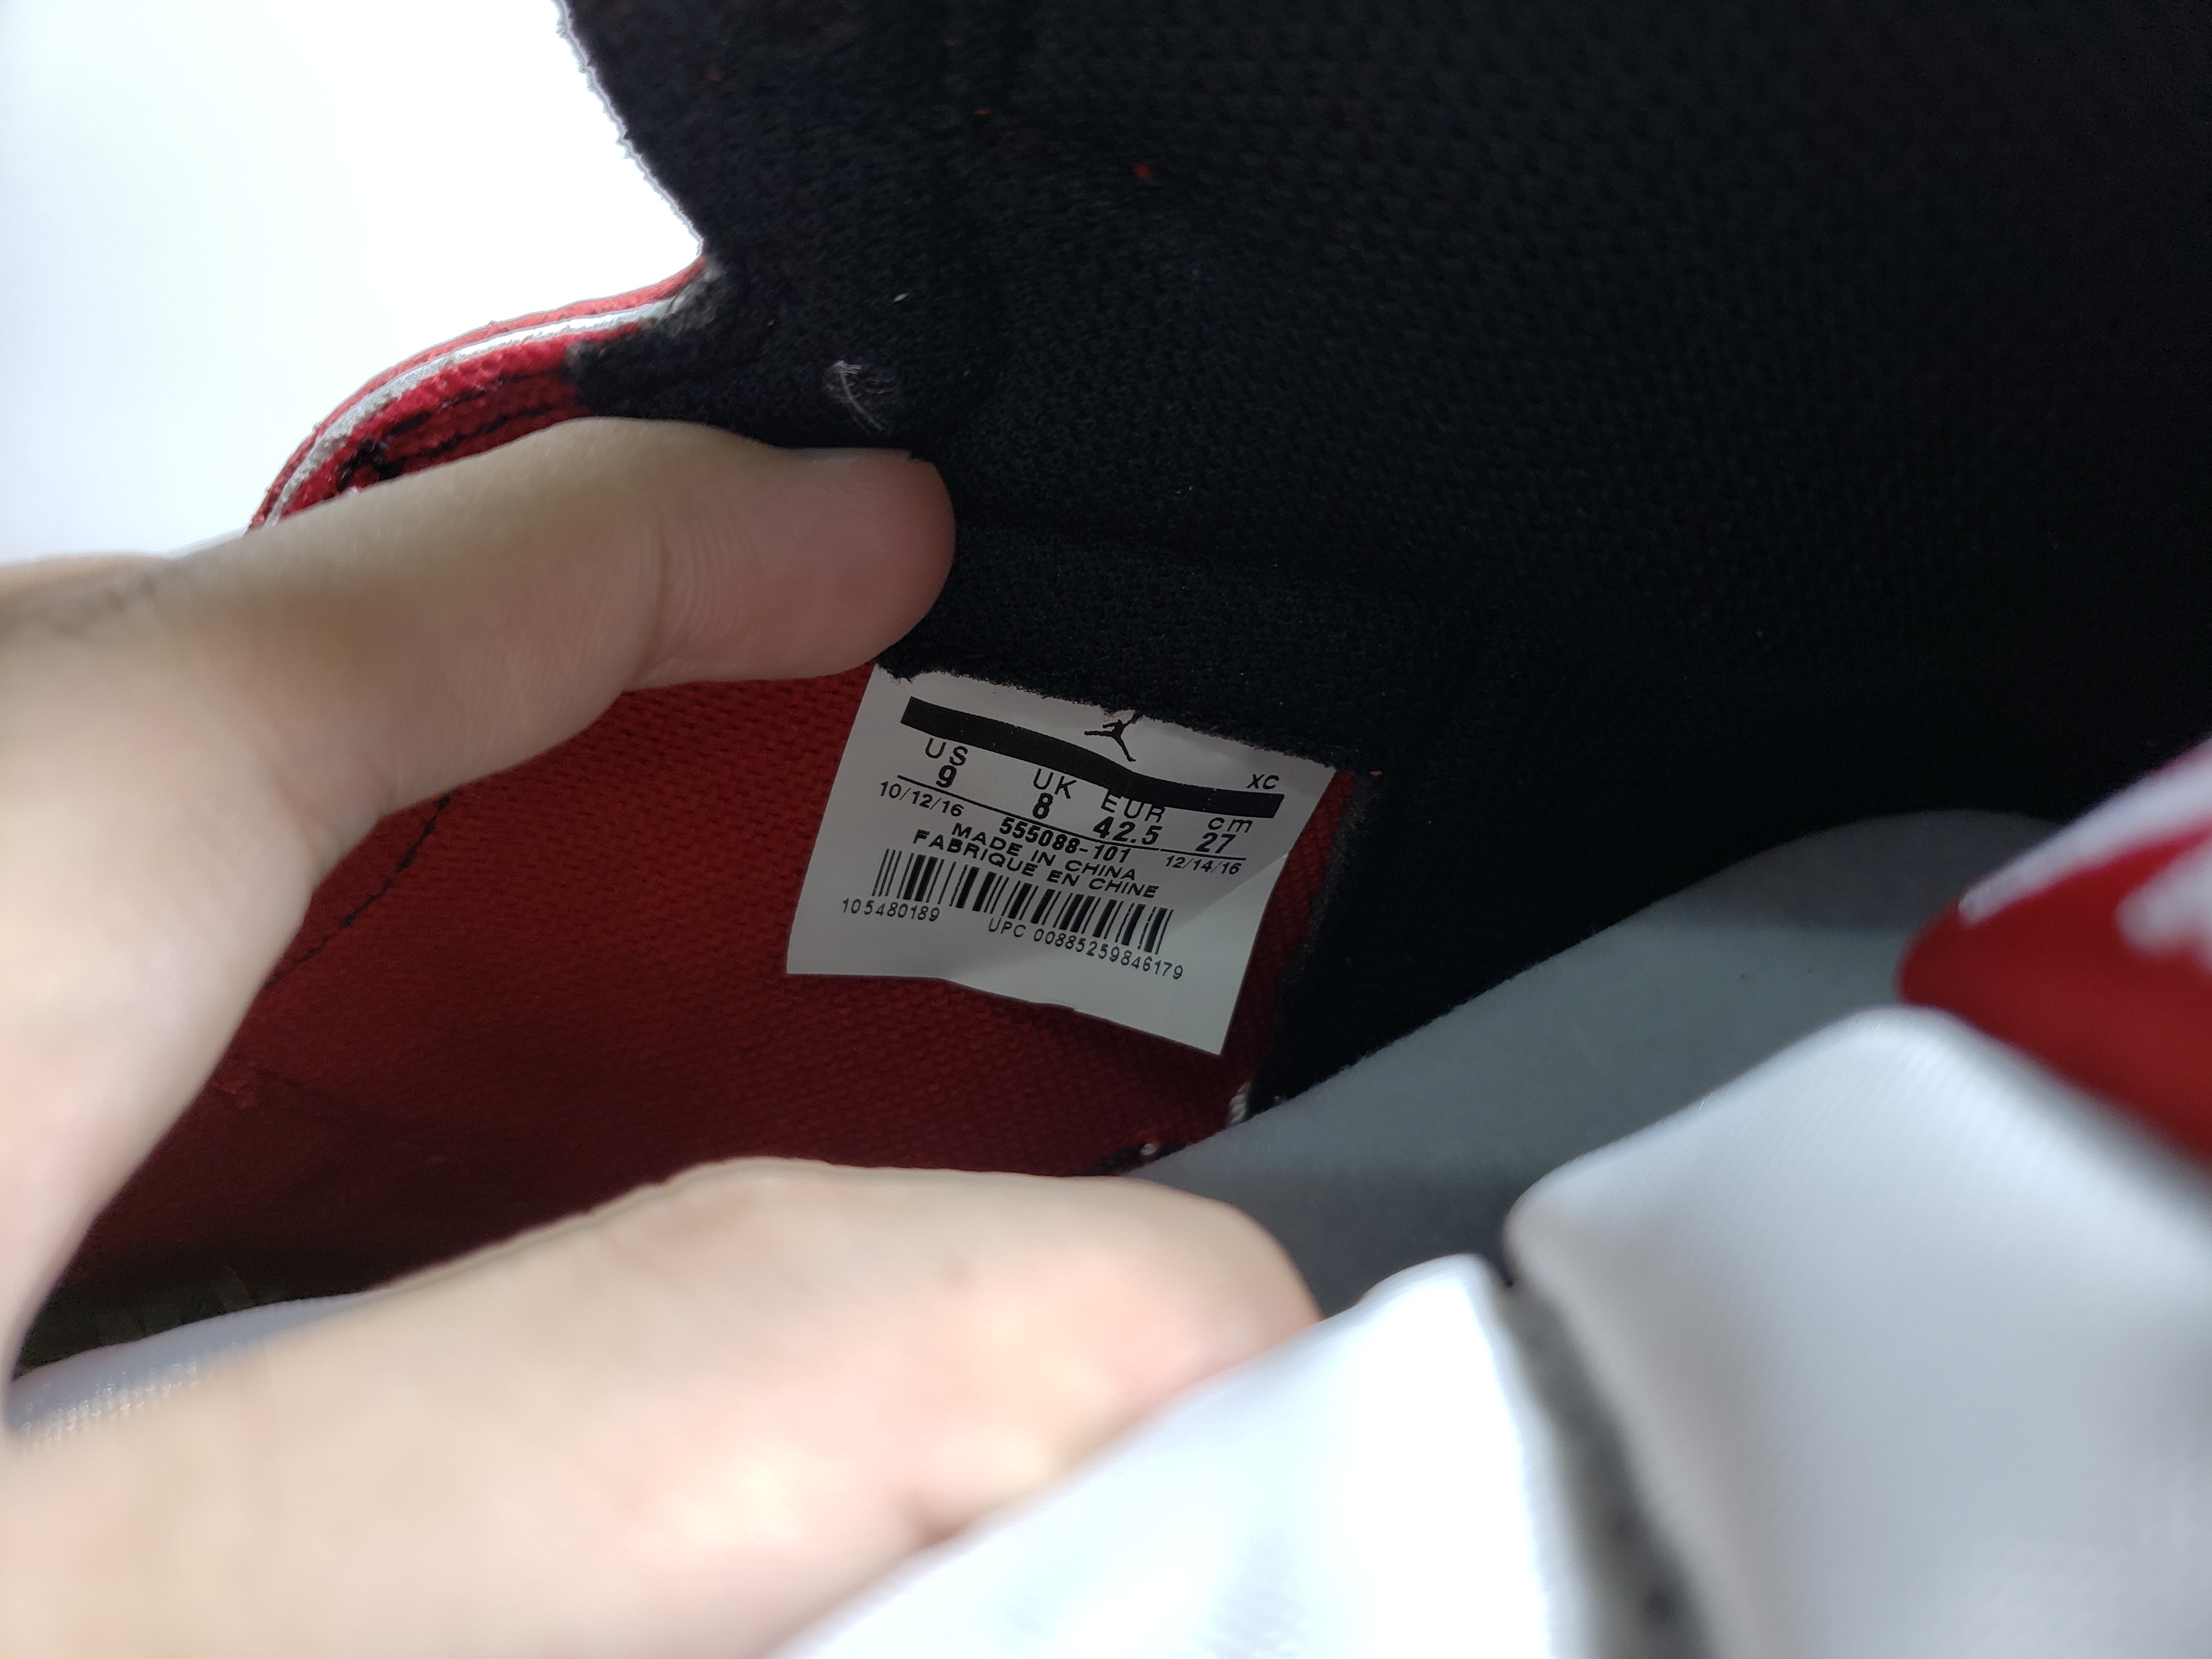 XC
US UK EUR cm
9 8 42.5 27
10/12/16 555088-101 12/14/16
MADE IN CHINA
FABRIQUE EN CHINE
105480189 UPC 00885259846179